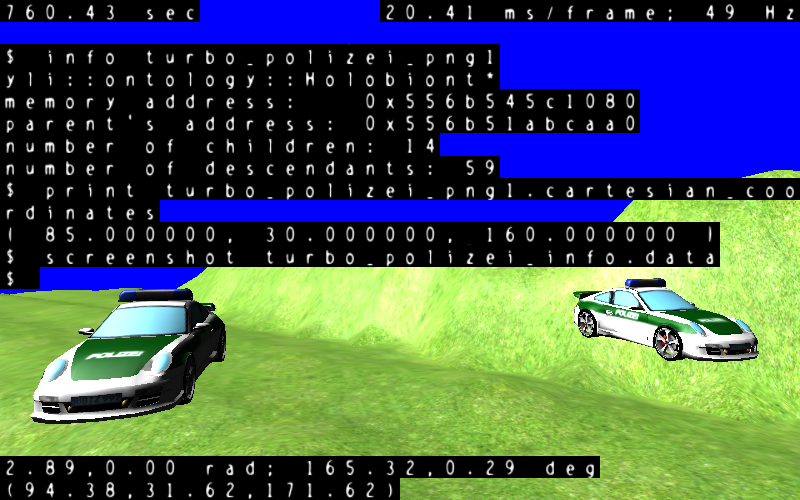 760.43 sec 20.41 ms/frame; 49 Hz
$ info turbo_polizei_png1
yli::ontology::Holobiont*
memory address: 0x556b545c1080
parent's address: 0x556b51abcaa0
number of children: 14
number of descendants: 59
$ print turbo_polizei_png1.cartesian_coo
rdinates
( 85.000000, 30.000000, 160.000000 )
$ screenshot turbo_polizei_info.data
$
POLIZEI
POLIZEI
2.89,0.00 rad; 165.32,0.29 deg
(94.38,31.62,171.62)